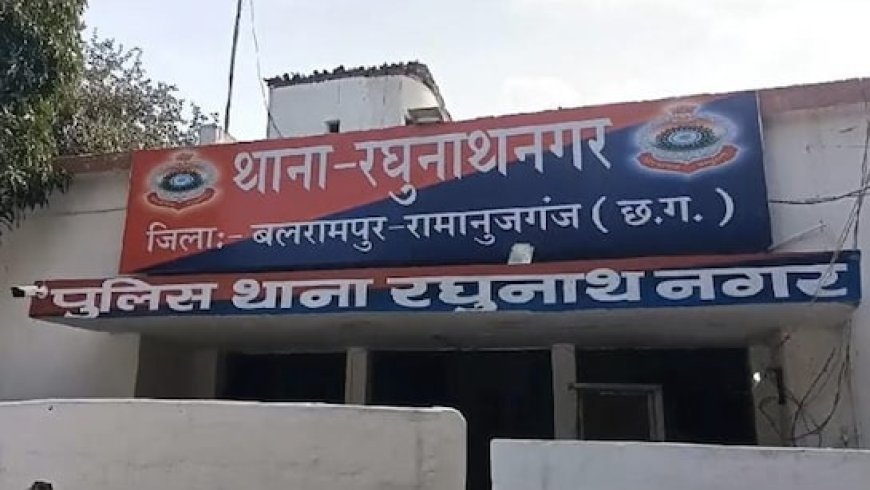 थाना-रघुनाथनगर
जिला:- बलरामपुर-रामानुजगंज ( छ.ग. )
पुलिस थाना रघुनाथ नगर